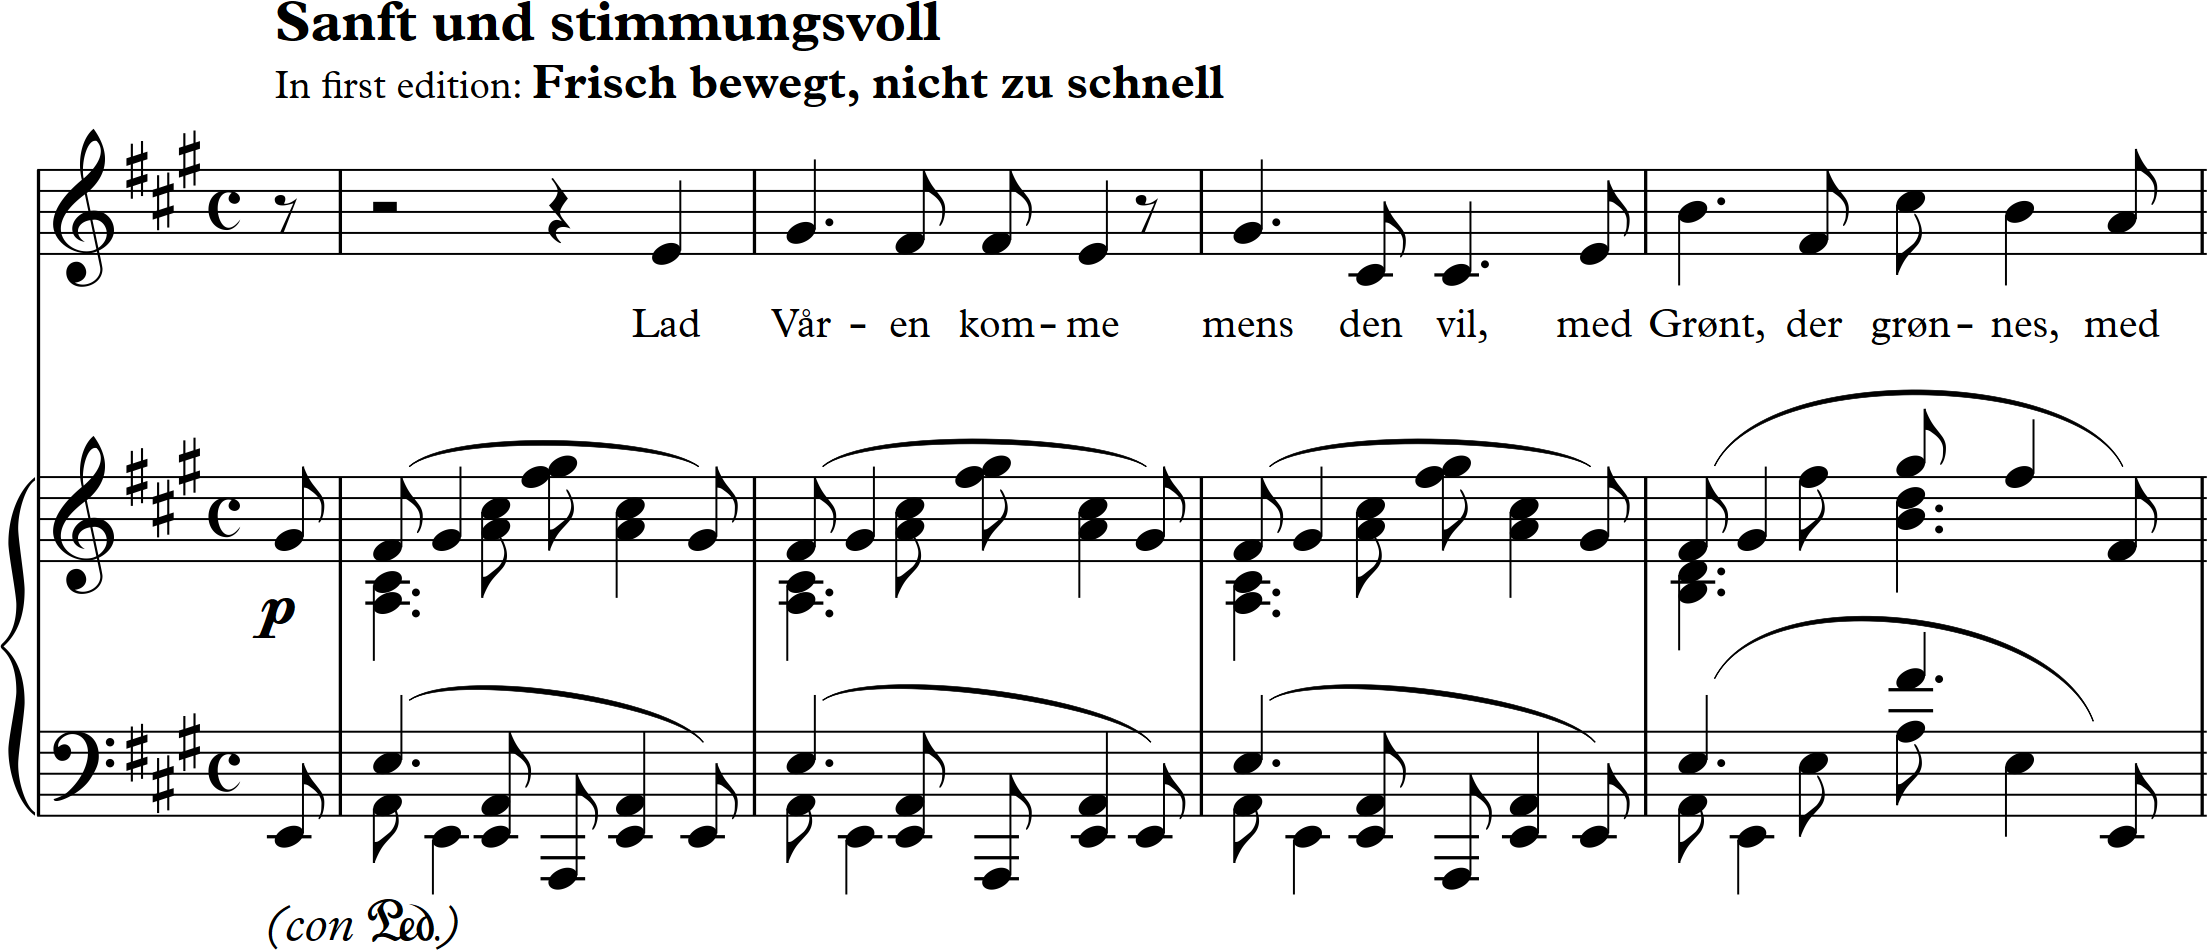 Sanft und stimmungsvoll
In first edition: Frisch bewegt, nicht zu schnell
Lad Vår - en kom - me mens den vil, med Grønt, der grøn - nes, med
p
(con Ped.)